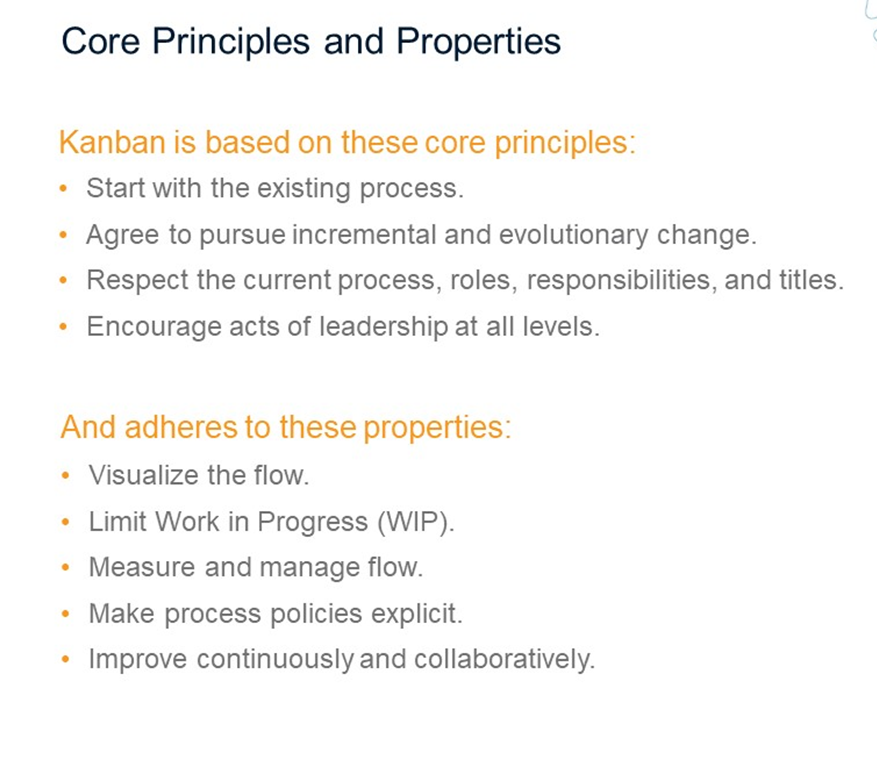 Core Principles and Properties
Kanban is based on these core principles:
• Start with the existing process.
• Agree to pursue incremental and evolutionary change.
• Respect the current process, roles, responsibilities, and titles.
• Encourage acts of leadership at all levels.
And adheres to these properties:
• Visualize the flow.
• Limit Work in Progress (WIP).
• Measure and manage flow.
• Make process policies explicit.
• Improve continuously and collaboratively.